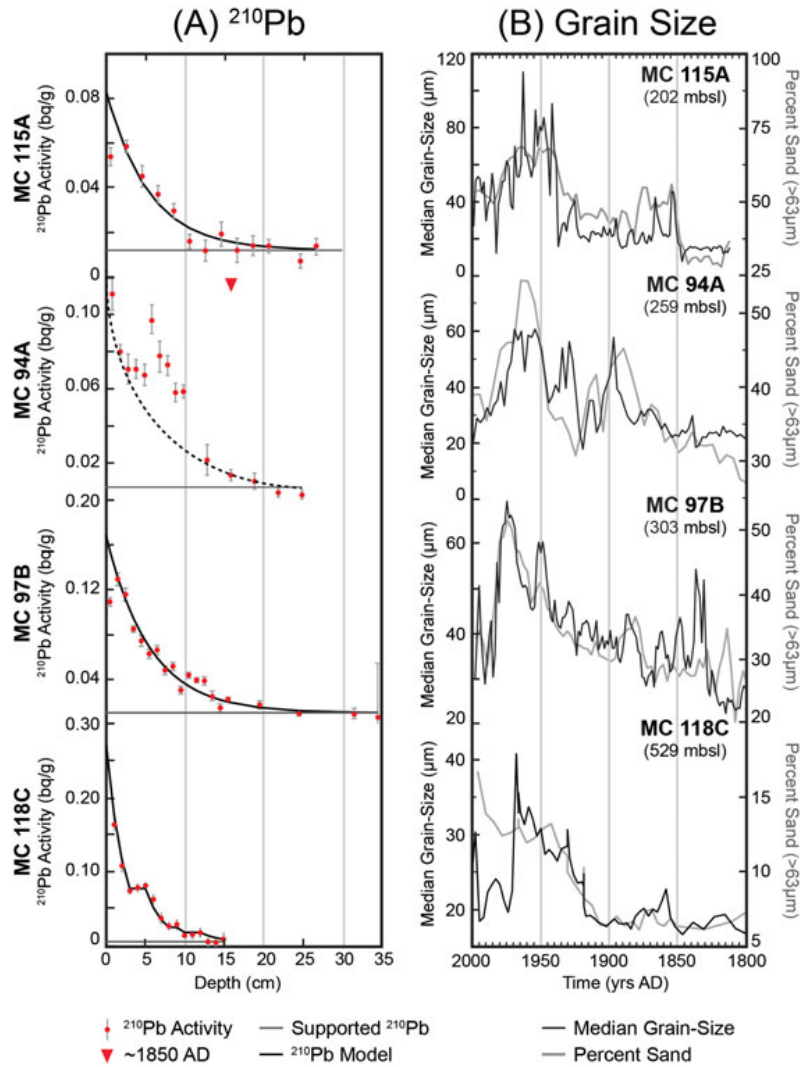 (A) ²¹⁰Pb
(B) Grain Size
MC 115A
²¹⁰Pb Activity (bq/g)
0.08
0.04
0
MC 94A
²¹⁰Pb Activity (bq/g)
0.10
0.06
0.02
MC 97B
²¹⁰Pb Activity (bq/g)
0.20
0.12
0.04
MC 118C
²¹⁰Pb Activity (bq/g)
0.30
0.20
0.10
0
0 5 10 15 20 25 30 35
Depth (cm)
MC 115A
(202 mbsl)
Median Grain-Size (µm)
120
80
40
0
Percent Sand (>63µm)
100
75
50
25
MC 94A
(259 mbsl)
Median Grain-Size (µm)
60
40
20
0
Percent Sand (>63µm)
50
40
30
MC 97B
(303 mbsl)
Median Grain-Size (µm)
60
40
20
Percent Sand (>63µm)
50
40
30
20
MC 118C
(529 mbsl)
Median Grain-Size (µm)
40
30
20
Percent Sand (>63µm)
15
10
5
2000 1950 1900 1850 1800
Time (yrs AD)
²¹⁰Pb Activity
~1850 AD
Supported ²¹⁰Pb
²¹⁰Pb Model
Median Grain-Size
Percent Sand